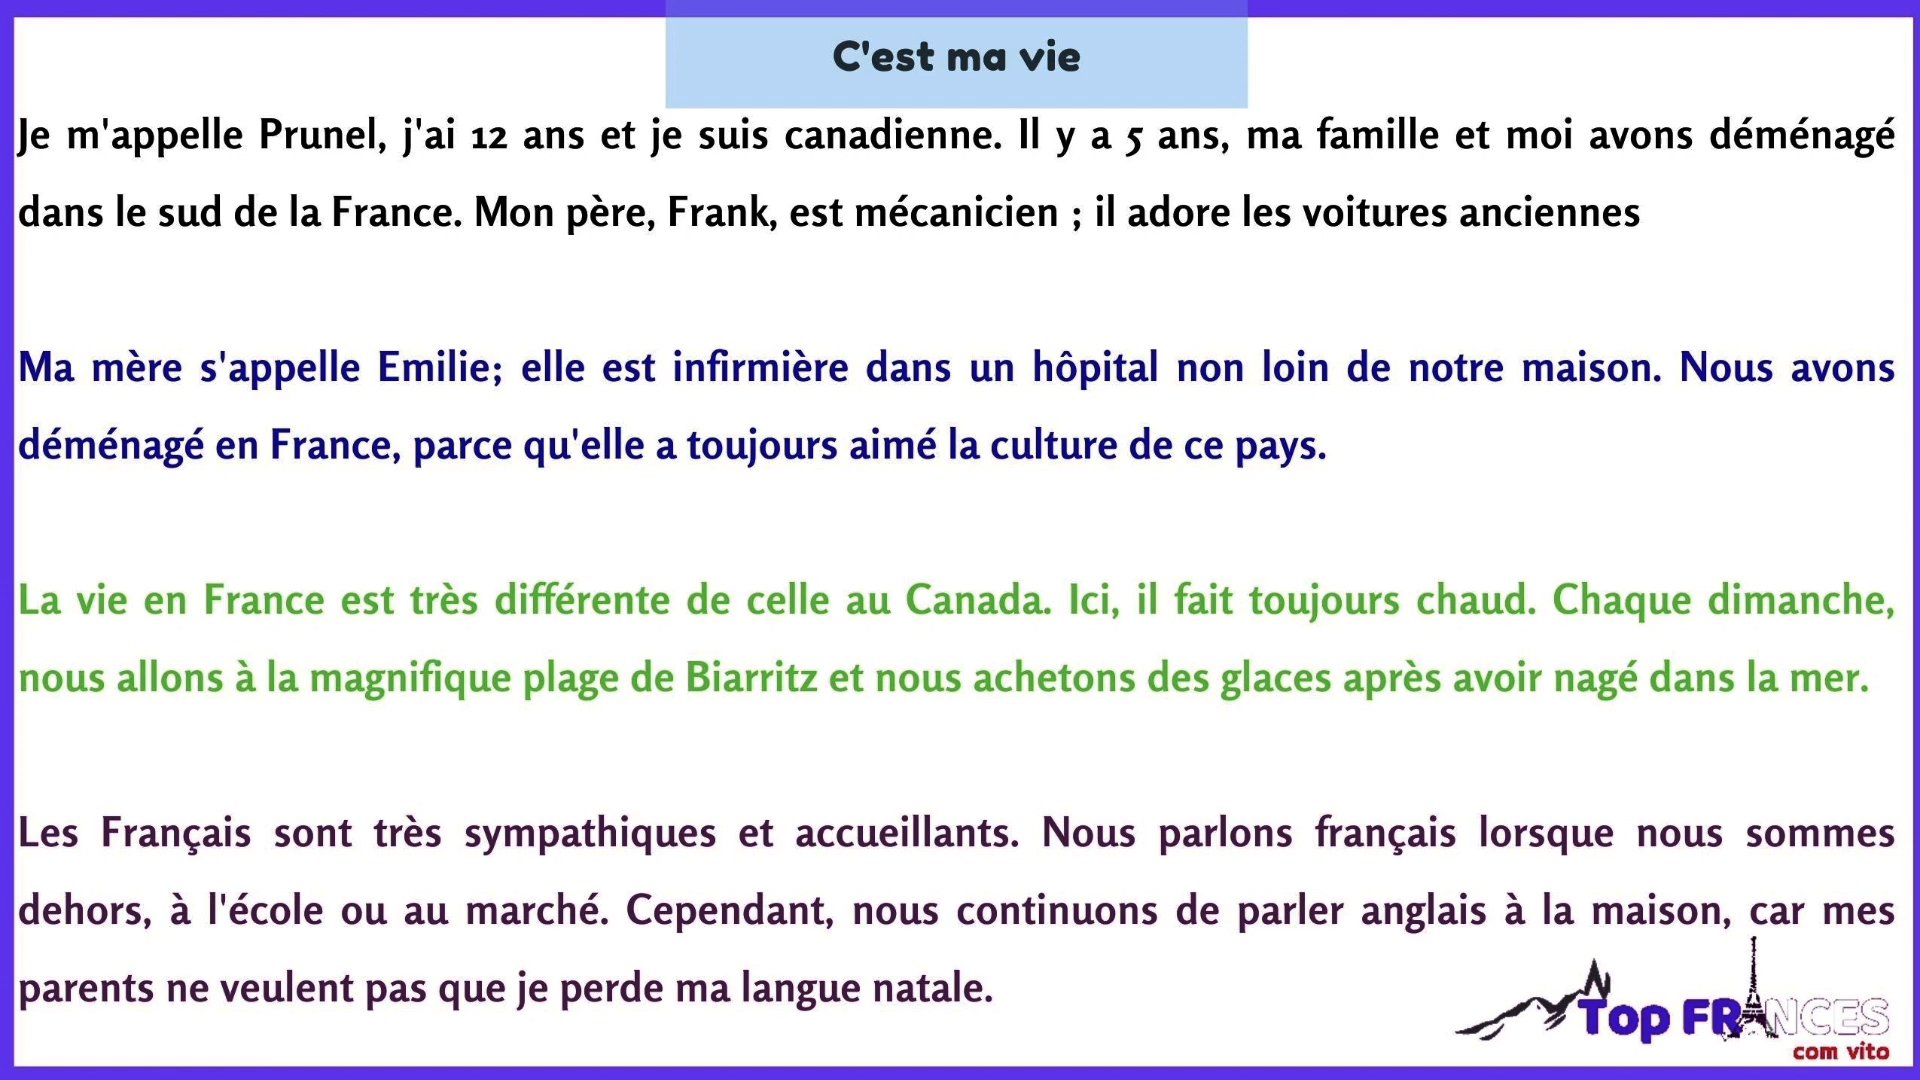 C'est ma vie
Je m'appelle Prunel, j'ai 12 ans et je suis canadienne. Il y a 5 ans, ma famille et moi avons déménagé
dans le sud de la France. Mon père, Frank, est mécanicien ; il adore les voitures anciennes
Ma mère s'appelle Emilie; elle est infirmière dans un hôpital non loin de notre maison. Nous avons
déménagé en France, parce qu'elle a toujours aimé la culture de ce pays.
La vie en France est très différente de celle au Canada. Ici, il fait toujours chaud. Chaque dimanche,
nous allons à la magnifique plage de Biarritz et nous achetons des glaces après avoir nagé dans la mer.
Les Français sont très sympathiques et accueillants. Nous parlons français lorsque nous sommes
dehors, à l'école ou au marché. Cependant, nous continuons de parler anglais à la maison, car mes
parents ne veulent pas que je perde ma langue natale.
Top FRANCES
com vito